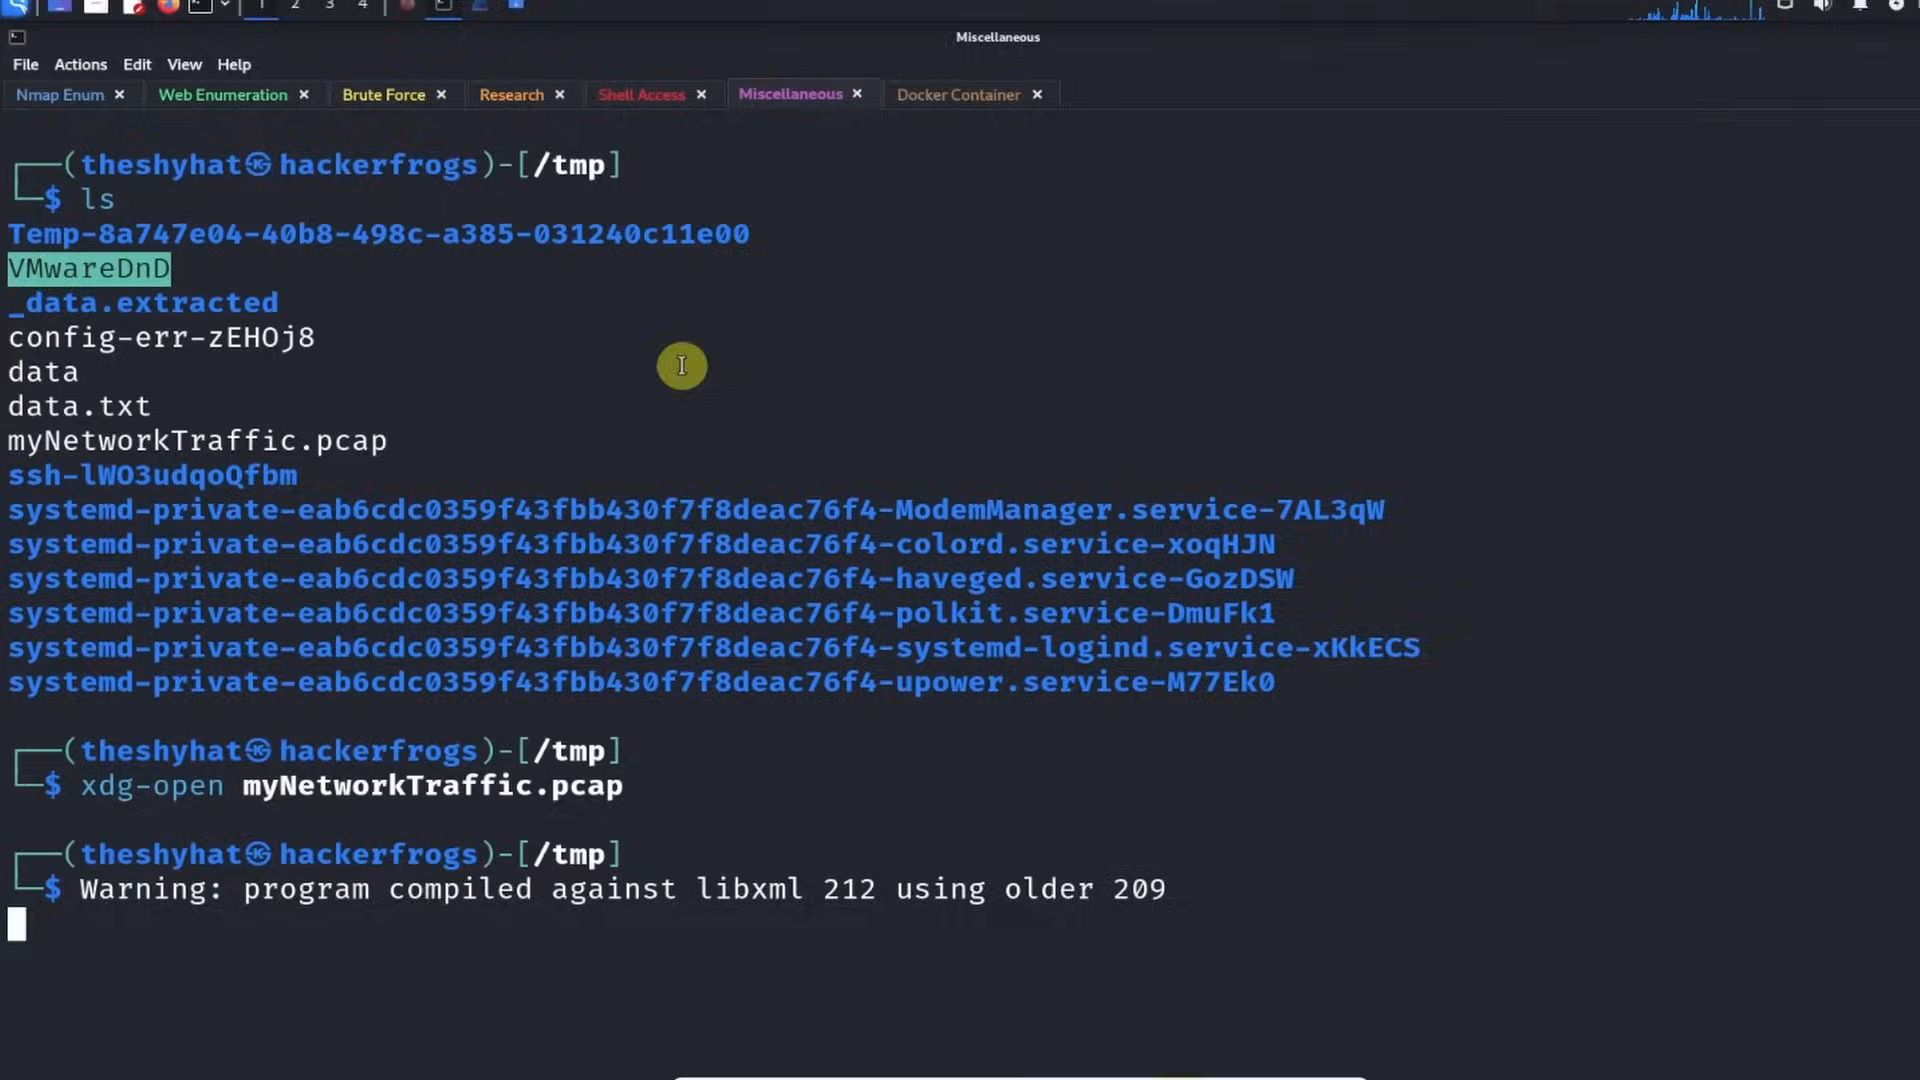 1 2 3 4
Miscellaneous
File Actions Edit View Help
Nmap Enum × Web Enumeration × Brute Force × Research × Shell Access × Miscellaneous × Docker Container ×
┌──(theshyhat㉿hackerfrogs)-[/tmp]
└─$ ls
Temp-8a747e04-40b8-498c-a385-031240c11e00
VMwareDnD
_data.extracted
config-err-zEHOj8
data
data.txt
myNetworkTraffic.pcap
ssh-lWO3udqoQfbm
systemd-private-eab6cdc0359f43fbb430f7f8deac76f4-ModemManager.service-7AL3qW
systemd-private-eab6cdc0359f43fbb430f7f8deac76f4-colord.service-xoqHJN
systemd-private-eab6cdc0359f43fbb430f7f8deac76f4-haveged.service-GozDSW
systemd-private-eab6cdc0359f43fbb430f7f8deac76f4-polkit.service-DmuFk1
systemd-private-eab6cdc0359f43fbb430f7f8deac76f4-systemd-logind.service-xKkECS
systemd-private-eab6cdc0359f43fbb430f7f8deac76f4-upower.service-M77Ek0
┌──(theshyhat㉿hackerfrogs)-[/tmp]
└─$ xdg-open myNetworkTraffic.pcap
┌──(theshyhat㉿hackerfrogs)-[/tmp]
└─$ Warning: program compiled against libxml 212 using older 209